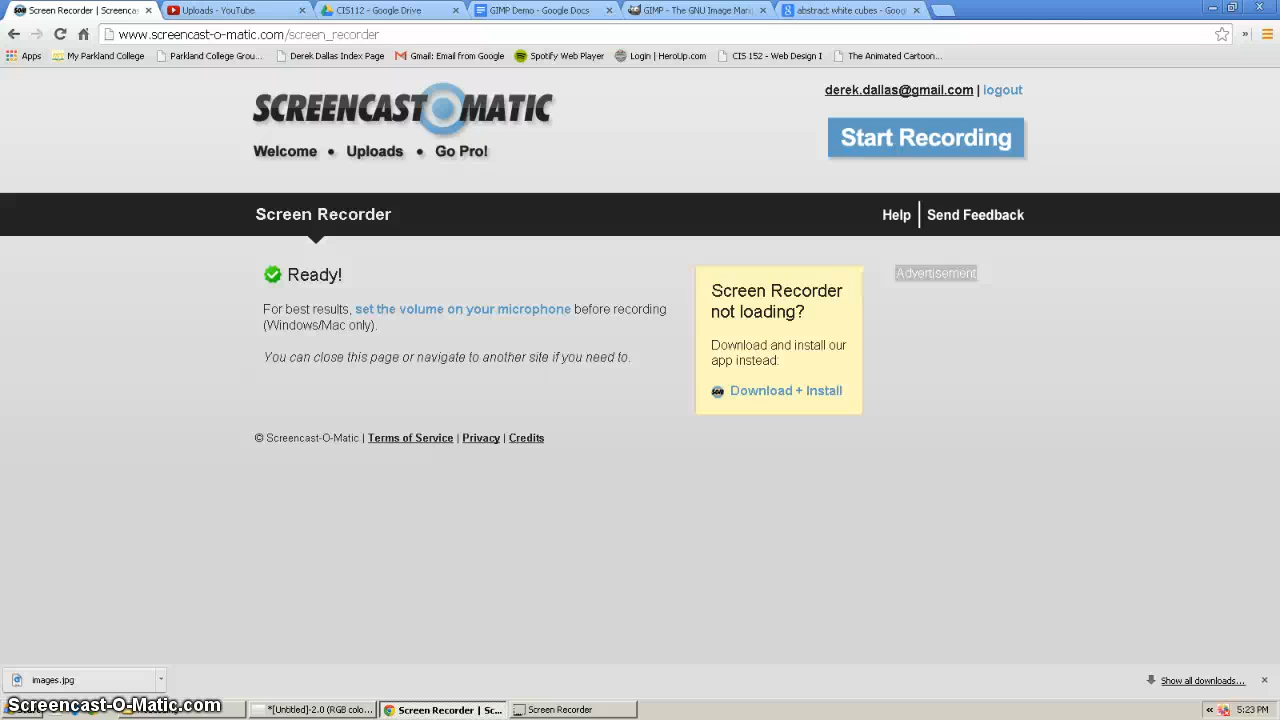 Screen Recorder | Screencas
Uploads - YouTube
CIS112 - Google Drive
GIMP Demo - Google Docs
GIMP - The GNU Image Man
abstract white cubes - Goog
www.screencast-o-matic.com/screen_recorder
Apps
My Parkland College
Parkland College Grou...
Derek Dallas Index Page
Gmail: Email from Google
Spotify Web Player
Login | HeroUp.com
CIS 152 - Web Design I
The Animated Cartoon...
SCREENCAST O MATIC
derek.dallas@gmail.com | logout
Start Recording
Welcome • Uploads • Go Pro!
Screen Recorder
Help | Send Feedback
Ready!
For best results, set the volume on your microphone before recording
(Windows/Mac only).
You can close this page or navigate to another site if you need to.
Screen Recorder
not loading?
Download and install our
app instead:
Download + Install
Advertisement
© Screencast-O-Matic | Terms of Service | Privacy | Credits
images.jpg
Show all downloads...
Screencast-O-Matic.com
*[Untitled]-2.0 (RGB colo...
Screen Recorder | Sc...
Screen Recorder
5:23 PM